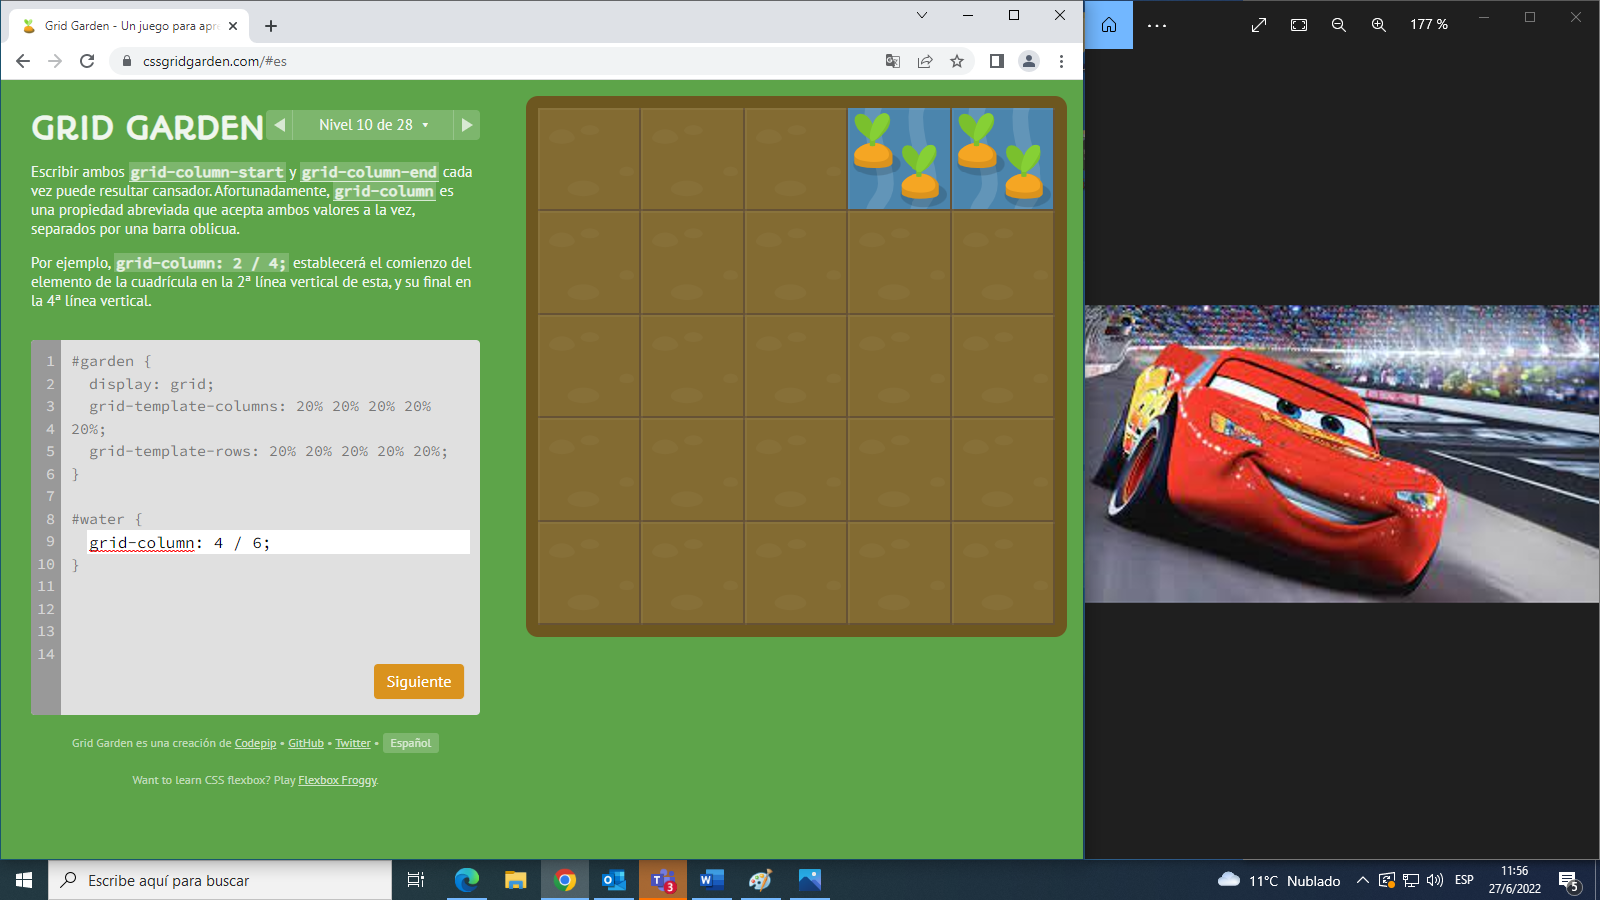 Grid Garden - Un juego para apre
cssgridgarden.com/#es
177 %
GRID GARDEN
Nivel 10 de 28
Escribir ambos grid-column-start y grid-column-end cada
vez puede resultar cansador. Afortunadamente, grid-column es
una propiedad abreviada que acepta ambos valores a la vez,
separados por una barra oblicua.
Por ejemplo, grid-column: 2 / 4; establecerá el comienzo del
elemento de la cuadrícula en la 2ª línea vertical de esta, y su final en
la 4ª línea vertical.
1 #garden {
2 display: grid;
3 grid-template-columns: 20% 20% 20% 20%
4 20%;
5 grid-template-rows: 20% 20% 20% 20% 20%;
6 }
7
8 #water {
9 grid-column: 4 / 6;
10 }
11
12
13
14
Siguiente
Grid Garden es una creación de Codepip • GitHub • Twitter • Español
Want to learn CSS flexbox? Play Flexbox Froggy.
Escribe aquí para buscar
3
11°C Nublado
ESP
11:56
27/6/2022
5